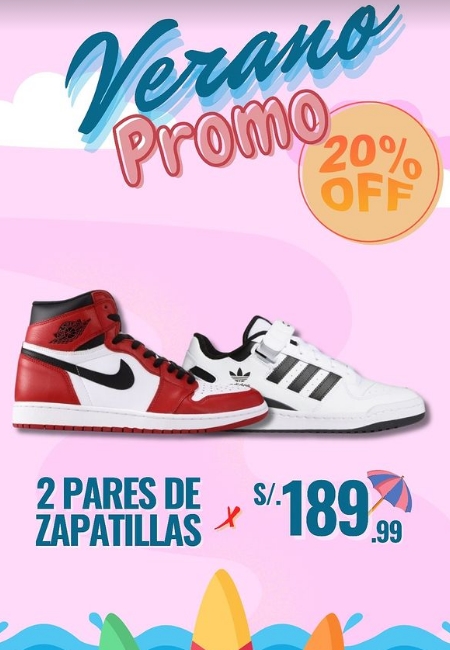 Verano
Promo
20%
OFF
2 PARES DE
ZAPATILLAS
x
S/.189.99